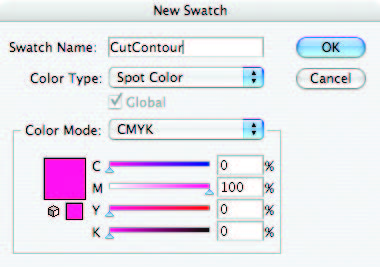 New Swatch
Swatch Name: CutContour OK
Color Type: Spot Color Cancel
Global
Color Mode: CMYK
C 0 %
M 100 %
Y 0 %
K 0 %